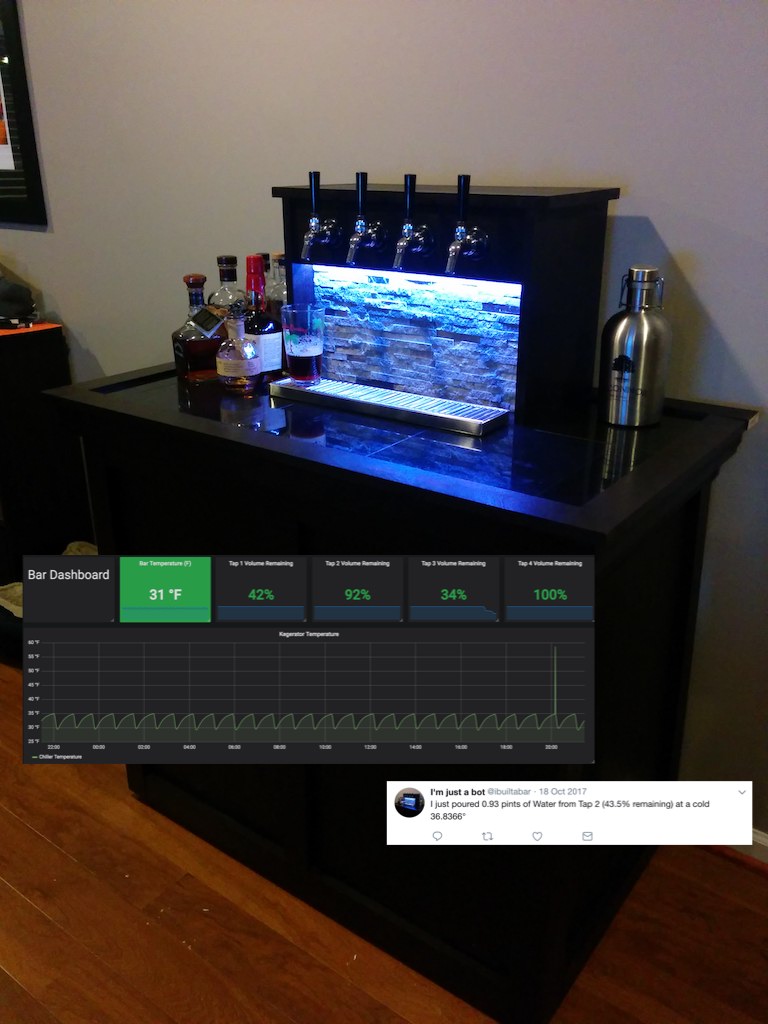 Bar Dashboard
Bar Temperature (F)
31 °F
Tap 1 Volume Remaining
42%
Tap 2 Volume Remaining
92%
Tap 3 Volume Remaining
34%
Tap 4 Volume Remaining
100%
Kegerator Temperature
60 °F
55 °F
50 °F
45 °F
40 °F
35 °F
30 °F
25 °F
22:00 00:00 02:00 04:00 06:00 08:00 10:00 12:00 14:00 16:00 18:00 20:00
Chiller Temperature
I'm just a bot @ibuiltabar · 18 Oct 2017
I just poured 0.93 pints of Water from Tap 2 (43.5% remaining) at a cold
36.8366°